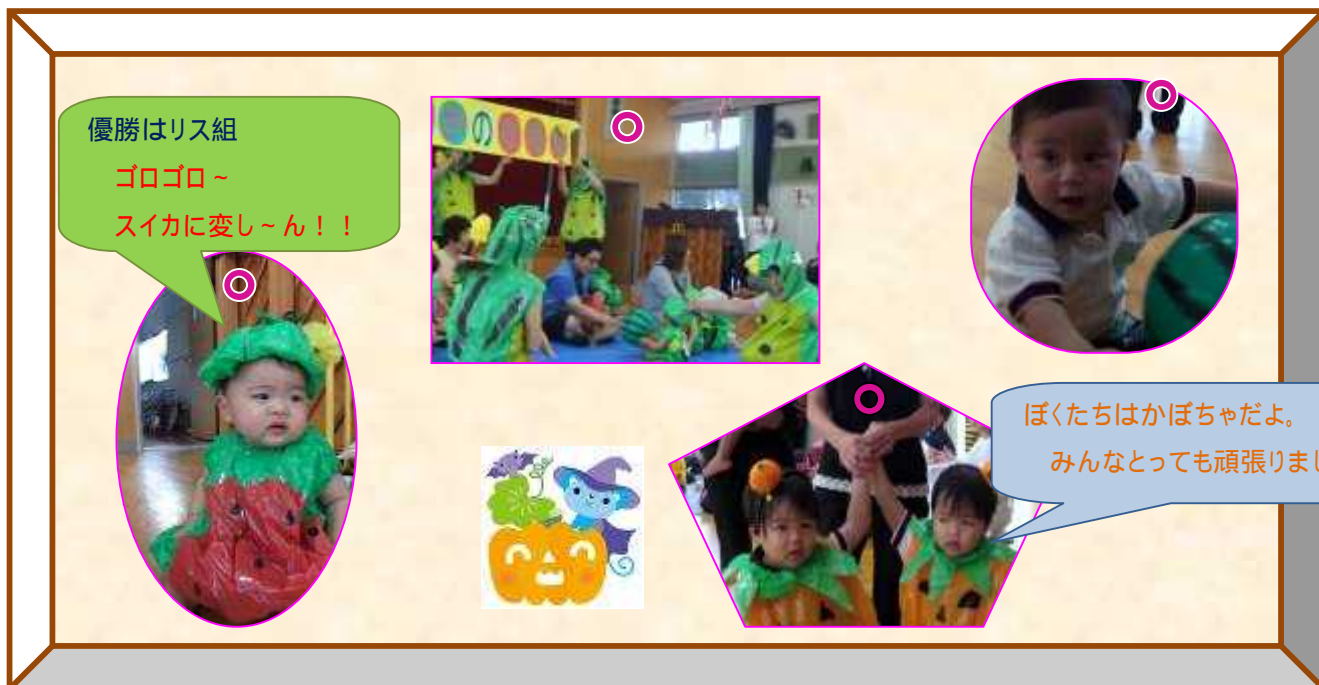 優勝はリス組
ゴロゴロ~
スイカに変し~ん!!
の
ぼくたちはかぼちゃだよ。
みんなとっても頑張りまし